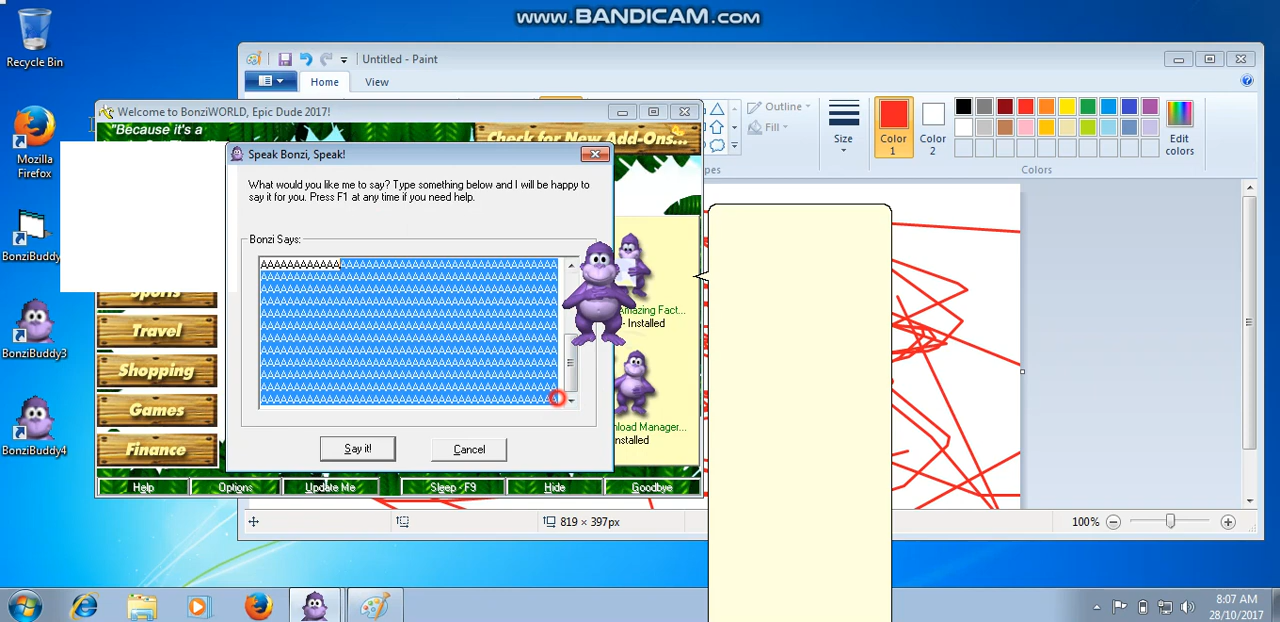 www.BANDICAM.com
Recycle Bin
Untitled - Paint
Home
View
Welcome to BonziWORLD, Epic Dude 2017!
"Because it's a
Check for New Add-Ons...
Outline
Fill
Size
Color
1
Color
2
Edit
colors
Colors
Mozilla
Firefox
Speak Bonzi, Speak!
What would you like me to say? Type something below and I will be happy to
say it for you. Press F1 at any time if you need help.
Bonzi Says:
BonziBuddy
Sports
Travel
Shopping
Games
Finance
Amazing Fact...
- Installed
BonziBuddy3
BonziBuddy4
Say it!
Cancel
Help
Options
Update Me
Sleep - F9
Hide
Goodbye
819 × 397px
100%
8:07 AM
28/10/2017